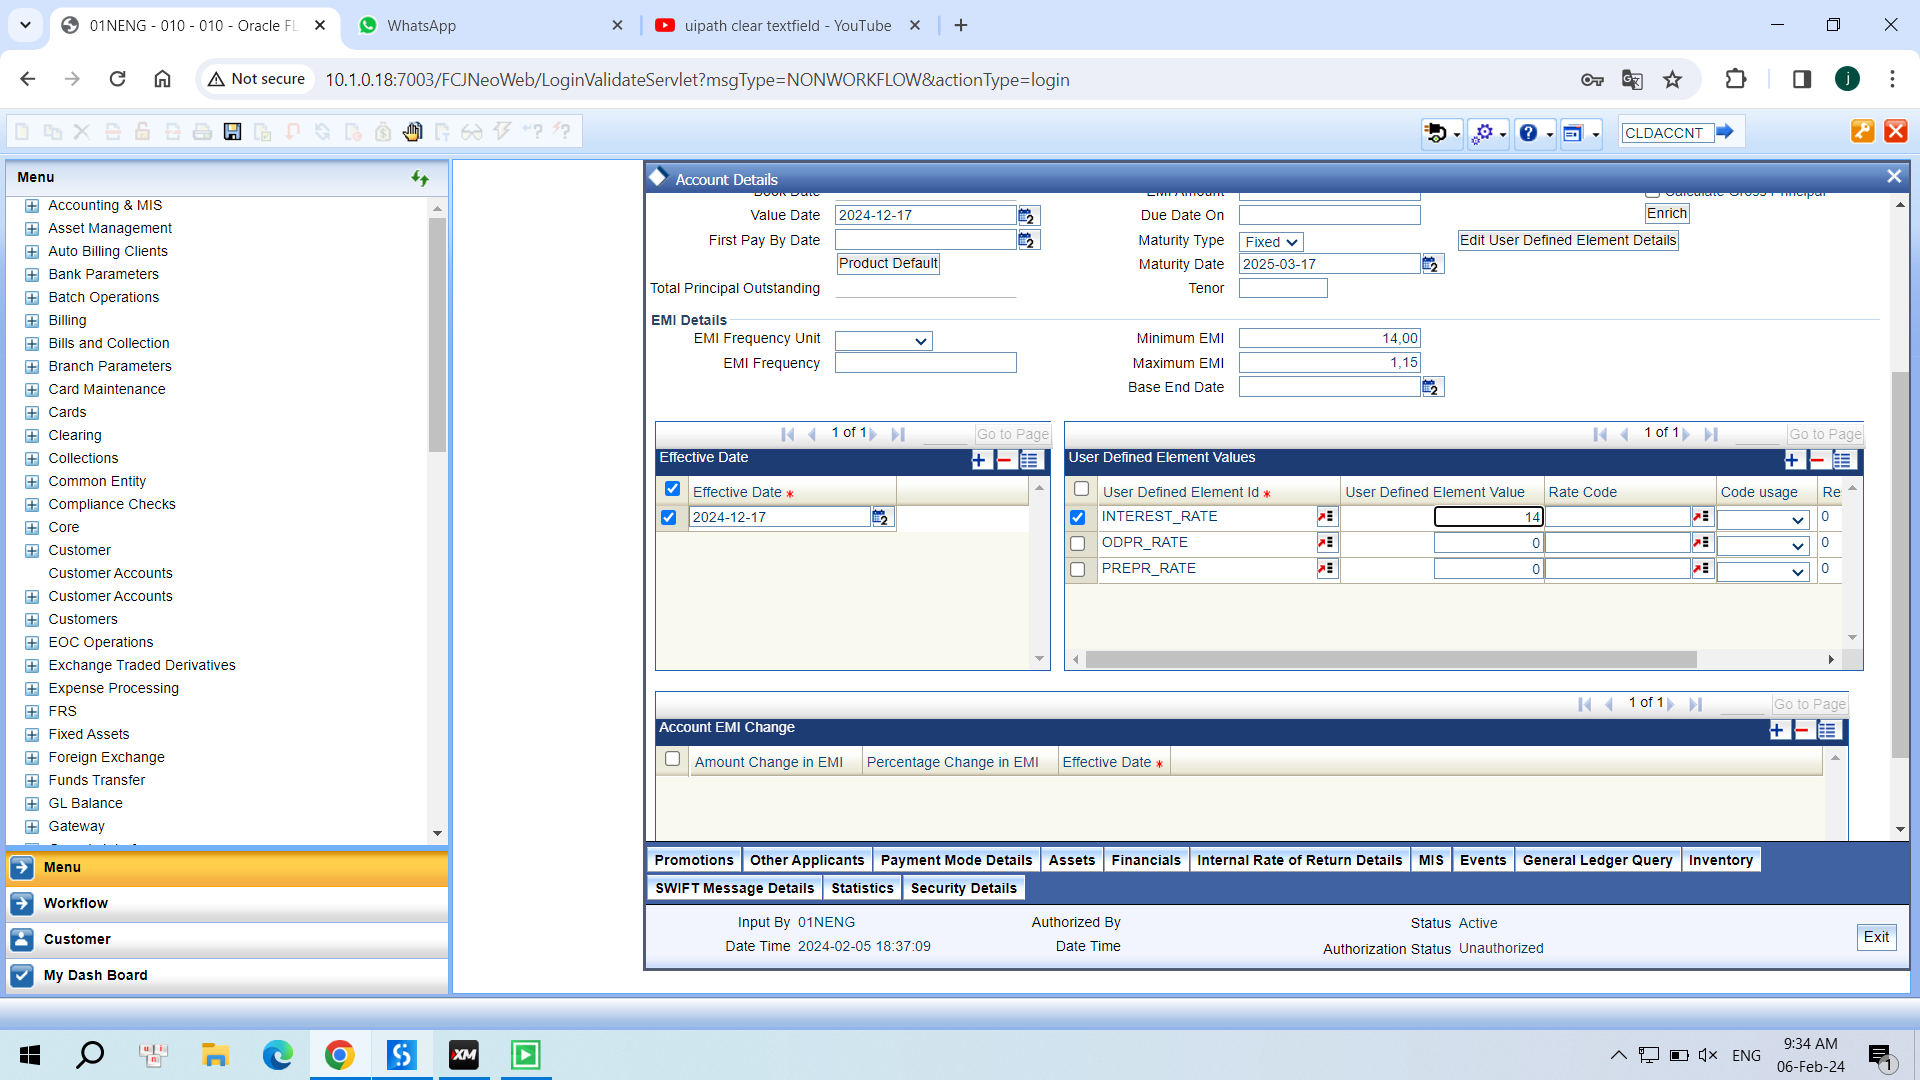 01NENG - 010 - 010 - Oracle FL
WhatsApp
uipath clear textfield - YouTube
Not secure
10.1.0.18:7003/FCJNeoWeb/LoginValidateServlet?msgType=NONWORKFLOW&actionType=login
j
CLDACCNT
Menu
Accounting & MIS
Asset Management
Auto Billing Clients
Bank Parameters
Batch Operations
Billing
Bills and Collection
Branch Parameters
Card Maintenance
Cards
Clearing
Collections
Common Entity
Compliance Checks
Core
Customer
Customer Accounts
Customer Accounts
Customers
EOC Operations
Exchange Traded Derivatives
Expense Processing
FRS
Fixed Assets
Foreign Exchange
Funds Transfer
GL Balance
Gateway
Menu
Workflow
Customer
My Dash Board
Account Details
Book Date
EMI Amount
Calculate Gross Principal
Value Date 2024-12-17
Due Date On
Enrich
First Pay By Date
Maturity Type Fixed
Edit User Defined Element Details
Product Default
Maturity Date 2025-03-17
Total Principal Outstanding
Tenor
EMI Details
EMI Frequency Unit
Minimum EMI 14,00
EMI Frequency
Maximum EMI 1,15
Base End Date
1 of 1 Go to Page
Effective Date
Effective Date *
2024-12-17
1 of 1 Go to Page
User Defined Element Values
User Defined Element Id * User Defined Element Value Rate Code Code usage Re
INTEREST_RATE 14 0
ODPR_RATE 0 0
PREPR_RATE 0 0
1 of 1 Go to Page
Account EMI Change
Amount Change in EMI Percentage Change in EMI Effective Date *
Promotions Other Applicants Payment Mode Details Assets Financials Internal Rate of Return Details MIS Events General Ledger Query Inventory
SWIFT Message Details Statistics Security Details
Input By 01NENG
Authorized By
Status Active
Date Time 2024-02-05 18:37:09
Date Time
Authorization Status Unauthorized
Exit
XM
ENG
9:34 AM
06-Feb-24
1